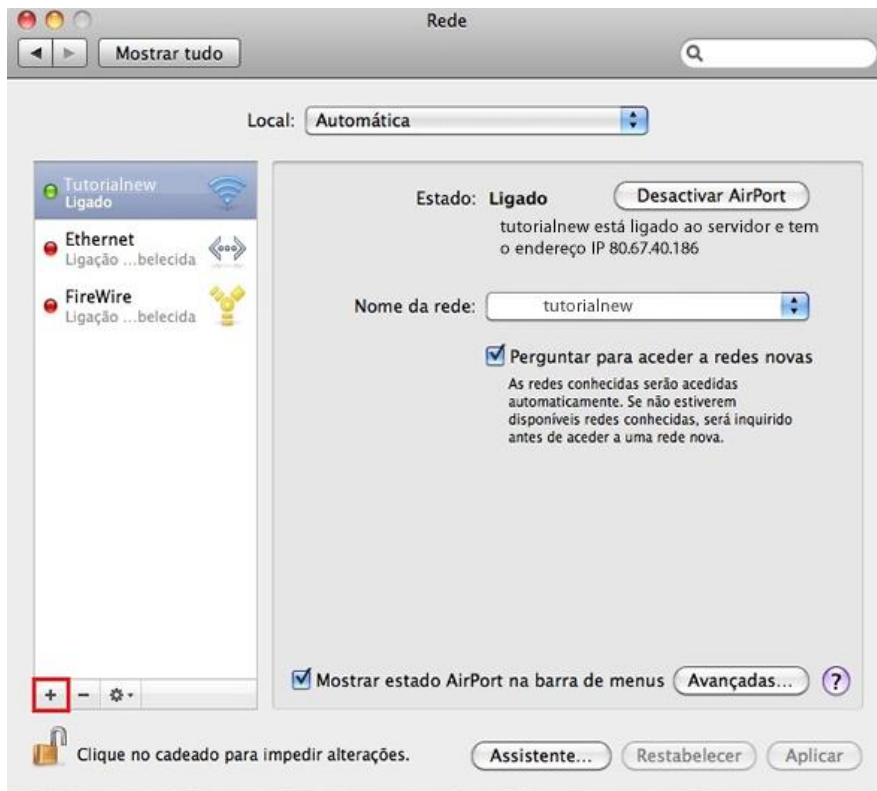 Rede
Mostrar tudo
Local: Automática
Tutorialnew
Ligado
Ethernet
Ligação ...belecida
FireWire
Ligação ...belecida
Estado: Ligado Desactivar AirPort
tutorialnew está ligado ao servidor e tem
o endereço IP 80.67.40.186
Nome da rede: tutorialnew
Perguntar para aceder a redes novas
As redes conhecidas serão acedidas
automaticamente. Se não estiverem
disponíveis redes conhecidas, será inquirido
antes de aceder a uma rede nova.
Mostrar estado AirPort na barra de menus Avançadas... ?
+ -
Clique no cadeado para impedir alterações. Assistente... Restabelecer Aplicar